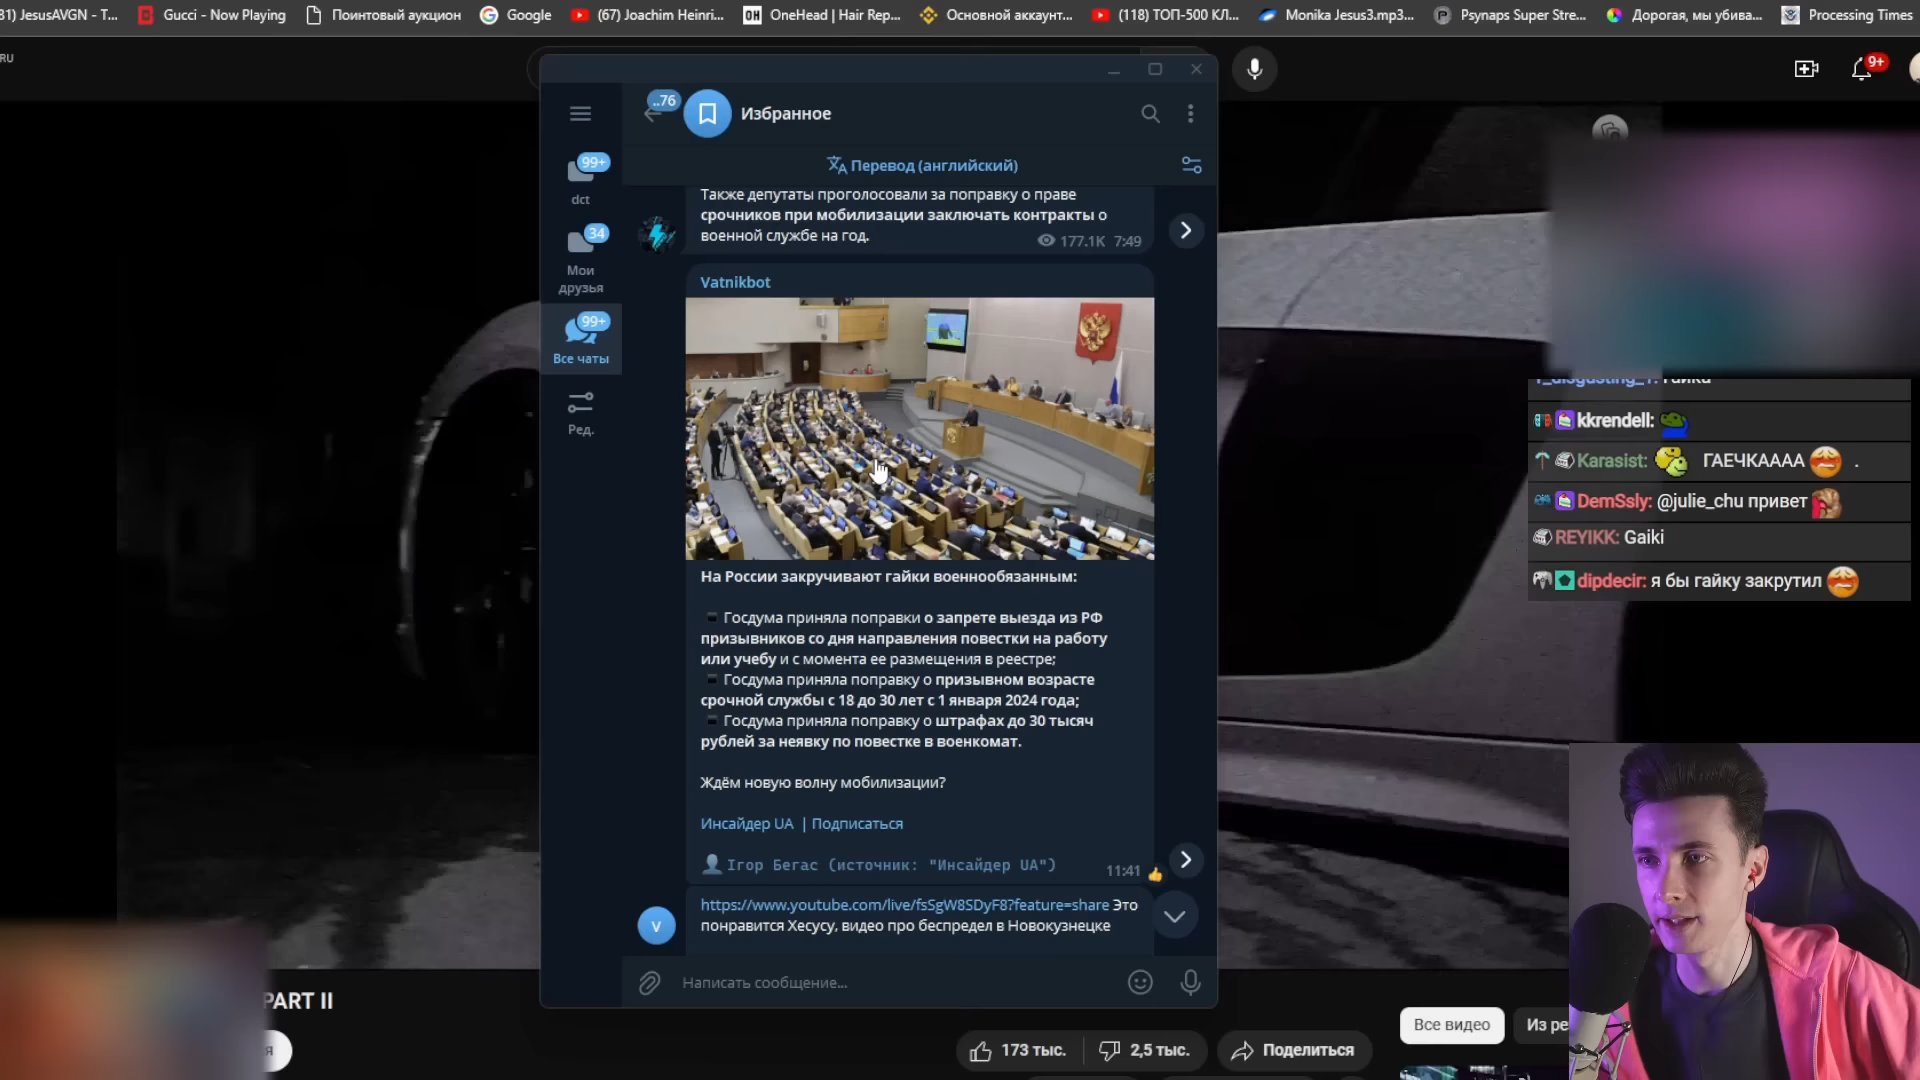 31) JesusAVGN - T...
Gucci - Now Playing
Поинтовый аукцион
Google
(67) Joachim Heinri...
OH OneHead | Hair Rep...
Основной аккаунт...
(118) ТОП-500 КЛ...
Monika Jesus3.mp3...
Psynaps Super Stre...
Дорогая, мы убива...
Processing Times
RU
9+
..76
Избранное
Перевод (английский)
99+
dct
34
Мои
друзья
99+
Все чаты
Ред.
Также депутаты проголосовали за поправку о праве
срочников при мобилизации заключать контракты о
военной службе на год.
177.1K 7:49
Vatnikbot
На России закручивают гайки военнообязанным:
Госдума приняла поправки о запрете выезда из РФ
призывников со дня направления повестки на работу
или учебу и с момента ее размещения в реестре;
Госдума приняла поправку о призывном возрасте
срочной службы с 18 до 30 лет с 1 января 2024 года;
Госдума приняла поправку о штрафах до 30 тысяч
рублей за неявку по повестке в военкомат.
Ждём новую волну мобилизации?
Инсайдер UA | Подписаться
Ігор Бегас (источник: "Инсайдер UA")
11:41
V
https://www.youtube.com/live/fsSgW8SDyF8?feature=share Это
понравится Хесусу, видео про беспредел в Новокузнецке
Написать сообщение...
kkrendell:
Karasist: ГАЕЧКАААА .
DemSsly: @julie_chu привет
REYIKK: Gaiki
dipdecir: я бы гайку закрутил
PART II
я
173 тыс.
2,5 тыс.
Поделиться
Все видео
Из ре